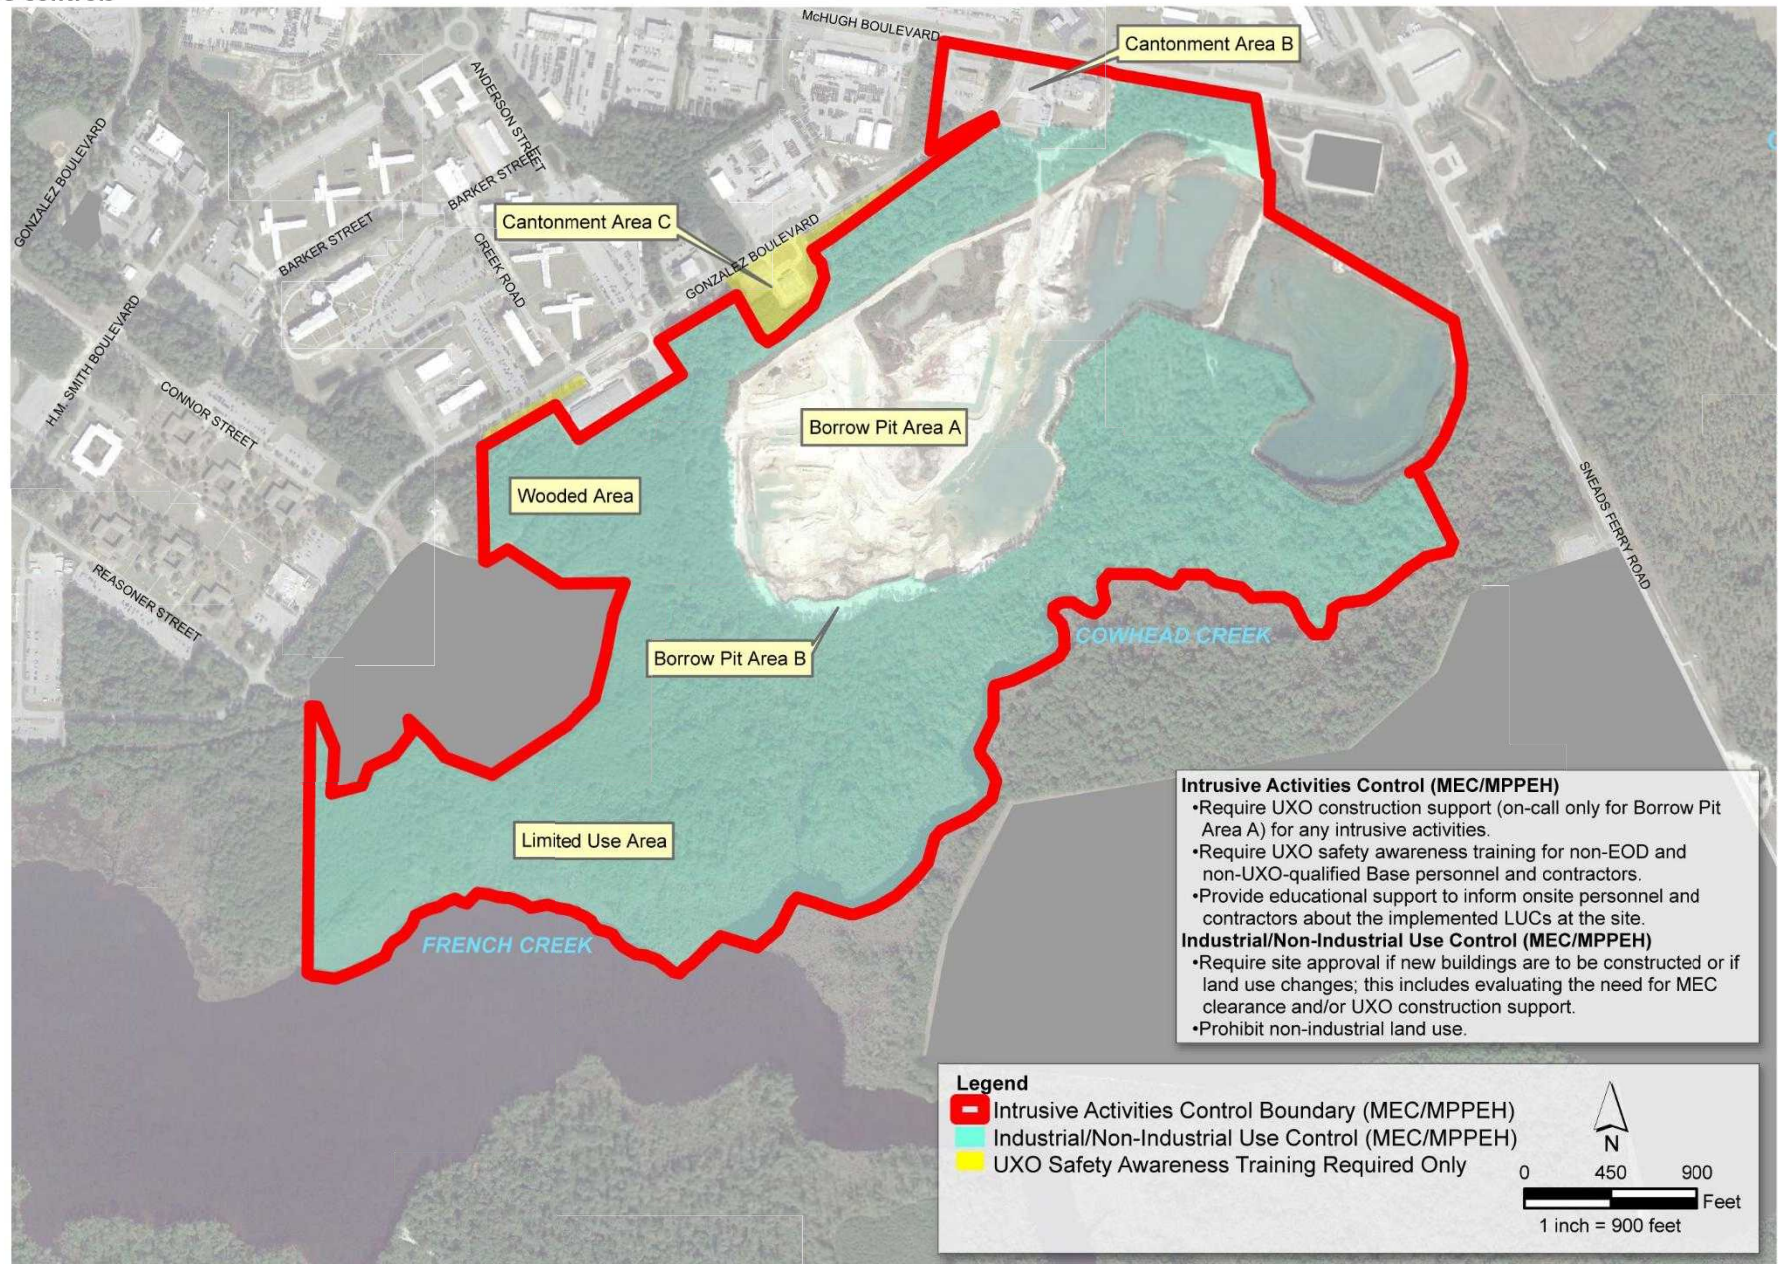 McHUGH BOULEVARD
Cantonment Area B
ANDERSON STREET
GONZALEZ BOULEVARD
BARKER STREET
Cantonment Area C
BARKER STREET
CREEK ROAD
GONZALEZ BOULEVARD
H.M. SMITH BOULEVARD
CONNOR STREET
Borrow Pit Area A
Wooded Area
SNEADS FERRY ROAD
REASONER STREET
COWHEAD CREEK
Borrow Pit Area B
Limited Use Area
FRENCH CREEK
Intrusive Activities Control (MEC/MPPEH)
•Require UXO construction support (on-call only for Borrow Pit
Area A) for any intrusive activities.
•Require UXO safety awareness training for non-EOD and
non-UXO-qualified Base personnel and contractors.
•Provide educational support to inform onsite personnel and
contractors about the implemented LUCs at the site.
Industrial/Non-Industrial Use Control (MEC/MPPEH)
•Require site approval if new buildings are to be constructed or if
land use changes; this includes evaluating the need for MEC
clearance and/or UXO construction support.
•Prohibit non-industrial land use.
Legend
Intrusive Activities Control Boundary (MEC/MPPEH)
Industrial/Non-Industrial Use Control (MEC/MPPEH)
UXO Safety Awareness Training Required Only
N
0 450 900
Feet
1 inch = 900 feet